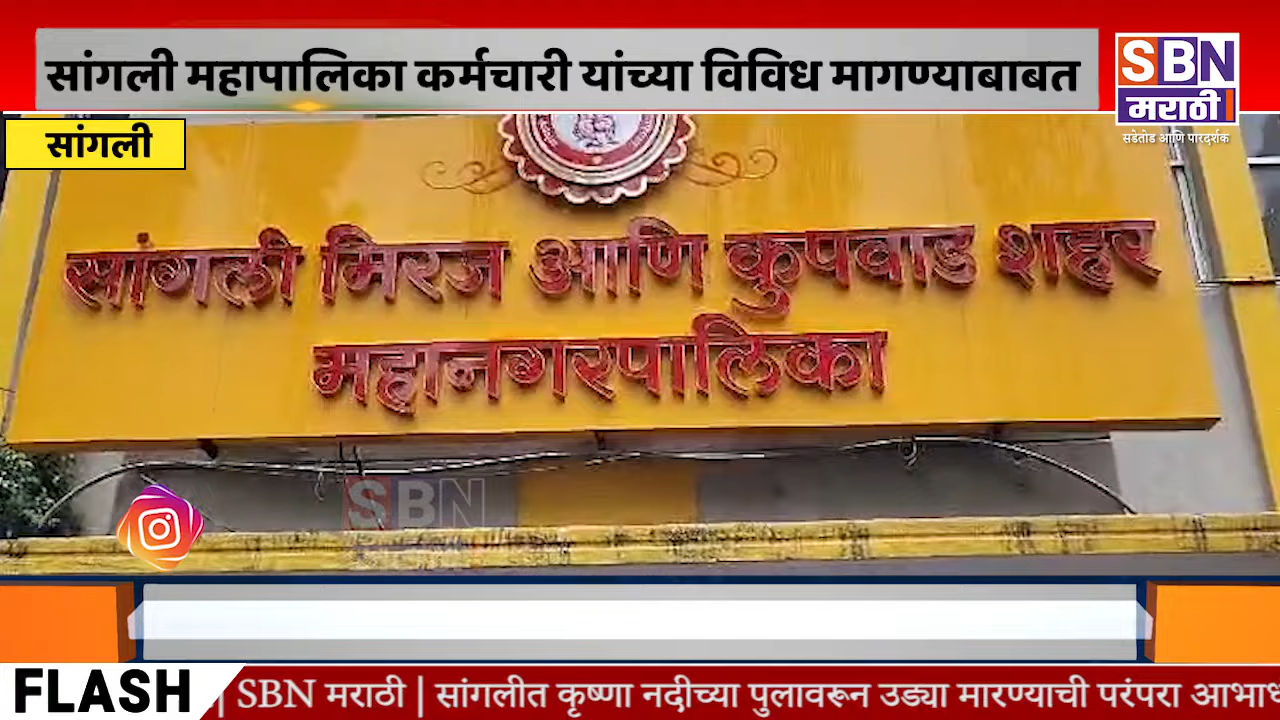 सांगली महापालिका कर्मचारी यांच्या विविध मागण्याबाबत
SBN
मराठी
सडेतोड आणि पारदर्शक
सांगली
सांगली मिरज आणि कुपवाड शहर
महानगरपालिका
SBN
FLASH
| SBN मराठी | सांगलीत कृष्णा नदीच्या पुलावरून उड्या मारण्याची परंपरा